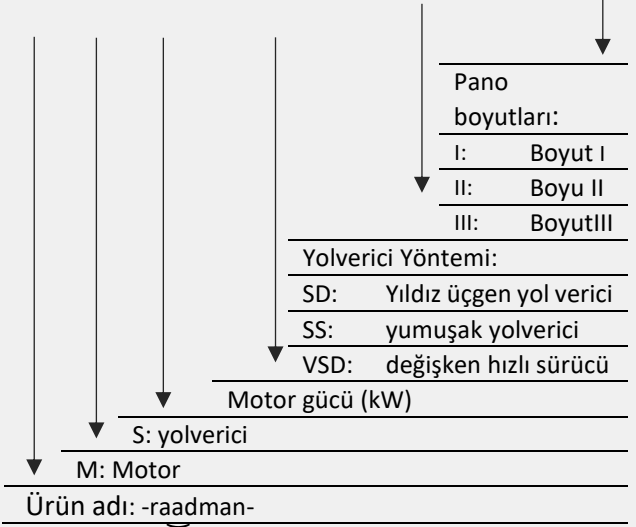 Pano
boyutları:
I: Boyut I
II: Boyu II
III: BoyutIII
Yolverici Yöntemi:
SD: Yıldız üçgen yol verici
SS: yumuşak yolverici
VSD: değişken hızlı sürücü
Motor gücü (kW)
S: yolverici
M: Motor
Ürün adı: -raadman-